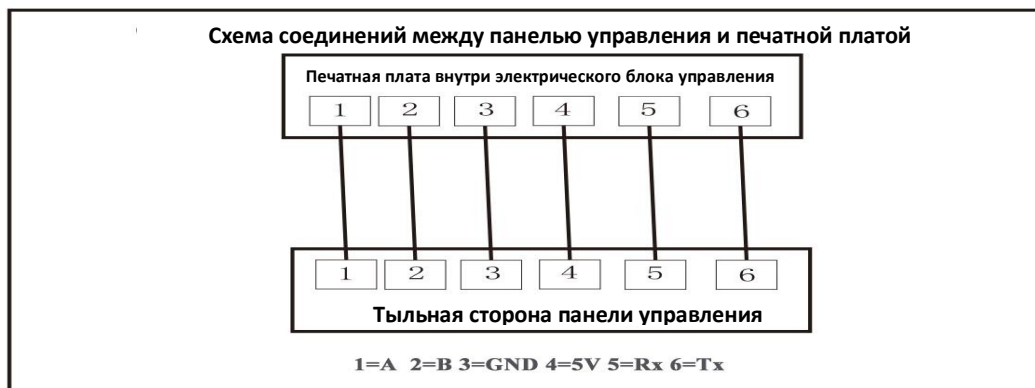 Схема соединений между панелью управления и печатной платой
Печатная плата внутри электрического блока управления
1 2 3 4 5 6
1 2 3 4 5 6
Тыльная сторона панели управления
1=A 2=B 3=GND 4=5V 5=Rx 6=Tx